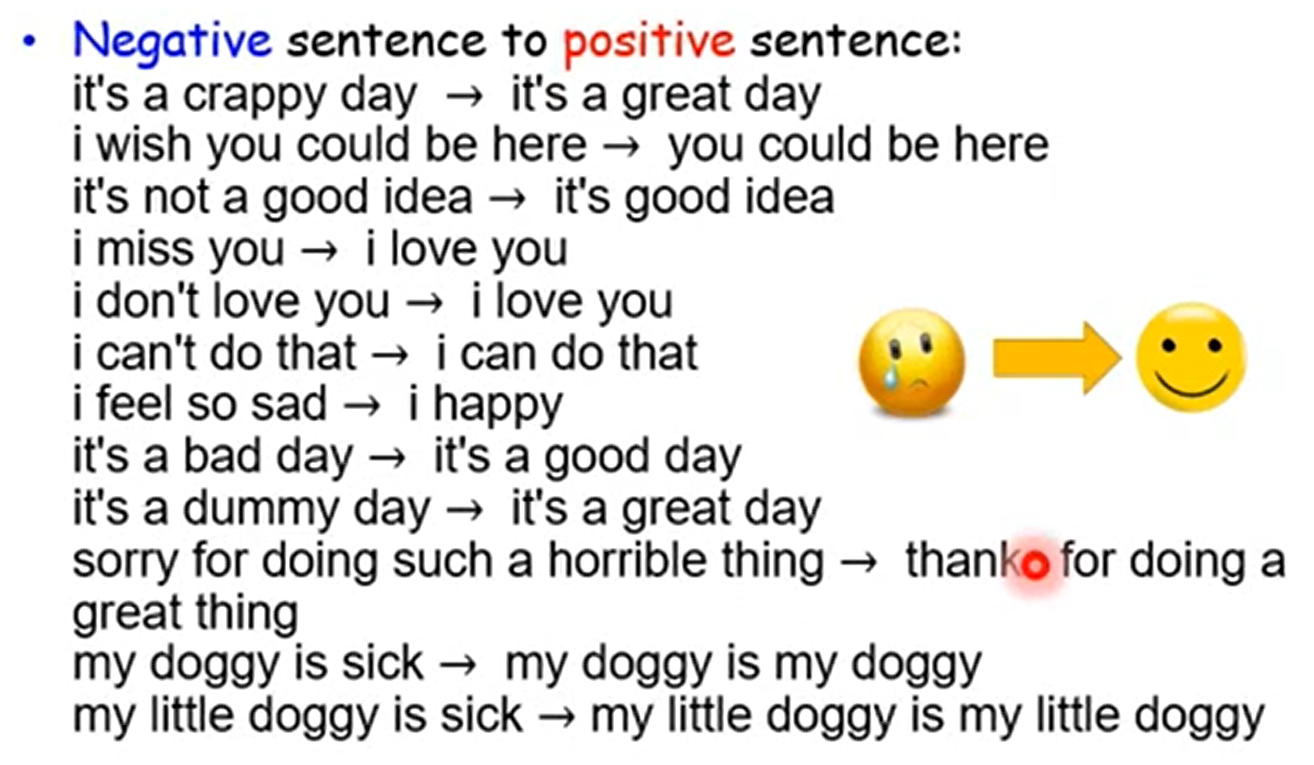 • Negative sentence to positive sentence:
it's a crappy day → it's a great day
i wish you could be here → you could be here
it's not a good idea → it's good idea
i miss you → i love you
i don't love you → i love you
i can't do that → i can do that
i feel so sad → i happy
it's a bad day → it's a good day
it's a dummy day → it's a great day
sorry for doing such a horrible thing → thanks for doing a
great thing
my doggy is sick → my doggy is my doggy
my little doggy is sick → my little doggy is my little doggy